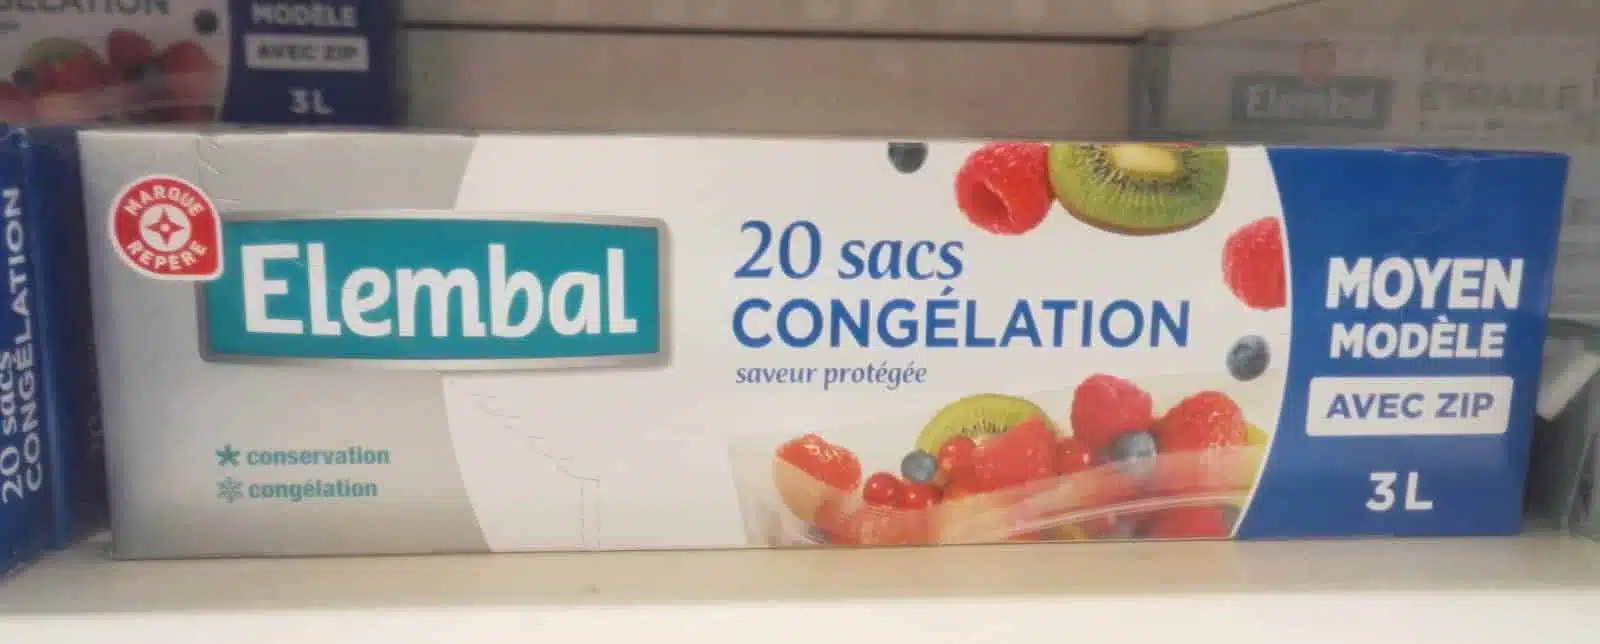 GÉLATION
MODÈLE
AVEC ZIP
3L
Elembal
20 sacs
CONGÉLATION
MARQUE
REPÈRE
Elembal
20 sacs
CONGÉLATION
saveur protégée
conservation
congélation
MOYEN
MODÈLE
AVEC ZIP
3L